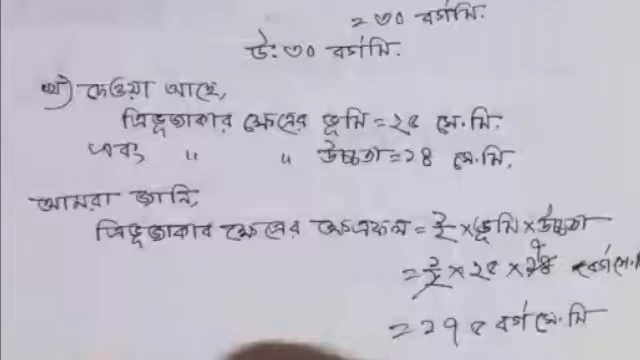 = ৩০ বর্গমি.
উ: ৩০ বর্গমি.
খ) দেওয়া আছে,
ত্রিভুজাকার ক্ষেত্রের ভূমি = ২৫ সে.মি.
এবং " " উচ্চতা = ১৪ সে.মি.
আমরা জানি,
ত্রিভুজাকার ক্ষেত্রের ক্ষেত্রফল = ১/২ × ভূমি × উচ্চতা
= ১/২ × ২৫ × ১৪ ৭ বর্গসে.মি
= ১৭৫ বর্গসে.মি